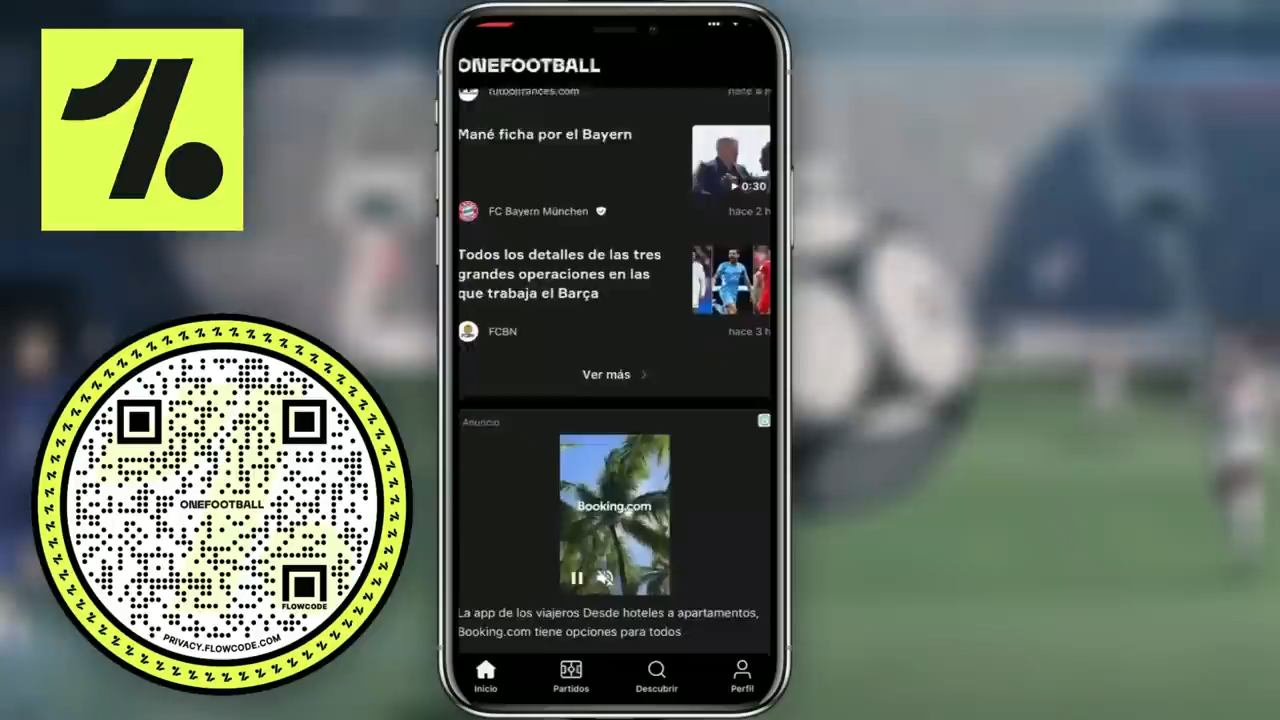 ONEFOOTBALL
futbolfrances.com
Mané ficha por el Bayern
0:30
FC Bayern München
hace 2 h
Todos los detalles de las tres
grandes operaciones en las
que trabaja el Barça
FCBN
hace 3 h
Ver más
Anuncio
Booking.com
La app de los viajeros Desde hoteles a apartamentos,
Booking.com tiene opciones para todos
Inicio
Partidos
Descubrir
Perfil
ONEFOOTBALL
FLOWCODE
PRIVACY.FLOWCODE.COM